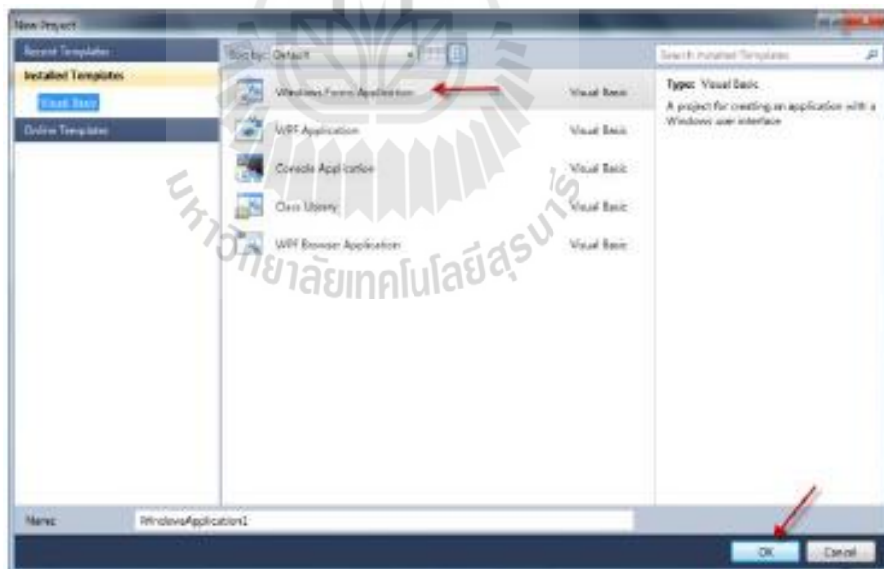 New Project
Recent Templates
Installed Templates
Visual Basic
Online Templates
Sort by: Default
Search Installed Templates
Windows Forms Application Visual Basic
WPF Application Visual Basic
Console Application Visual Basic
Class Library Visual Basic
WPF Browser Application Visual Basic
Type: Visual Basic
A project for creating an application with a
Windows user interface
มหาวิทยาลัยเทคโนโลยีสุรนารี
Name: WindowsApplication1
OK Cancel